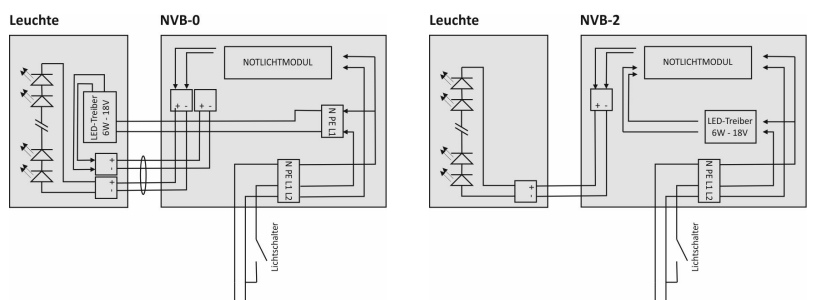 Leuchte
NVB-0
NOTLICHTMODUL
LED-Treiber
6W - 18V
+ -
+ -
N PE L1
+
-
+
-
N PE L1 L2
Lichtschalter
Leuchte
NVB-2
NOTLICHTMODUL
+ -
LED-Treiber
6W - 18V
+
-
N PE L1 L2
Lichtschalter